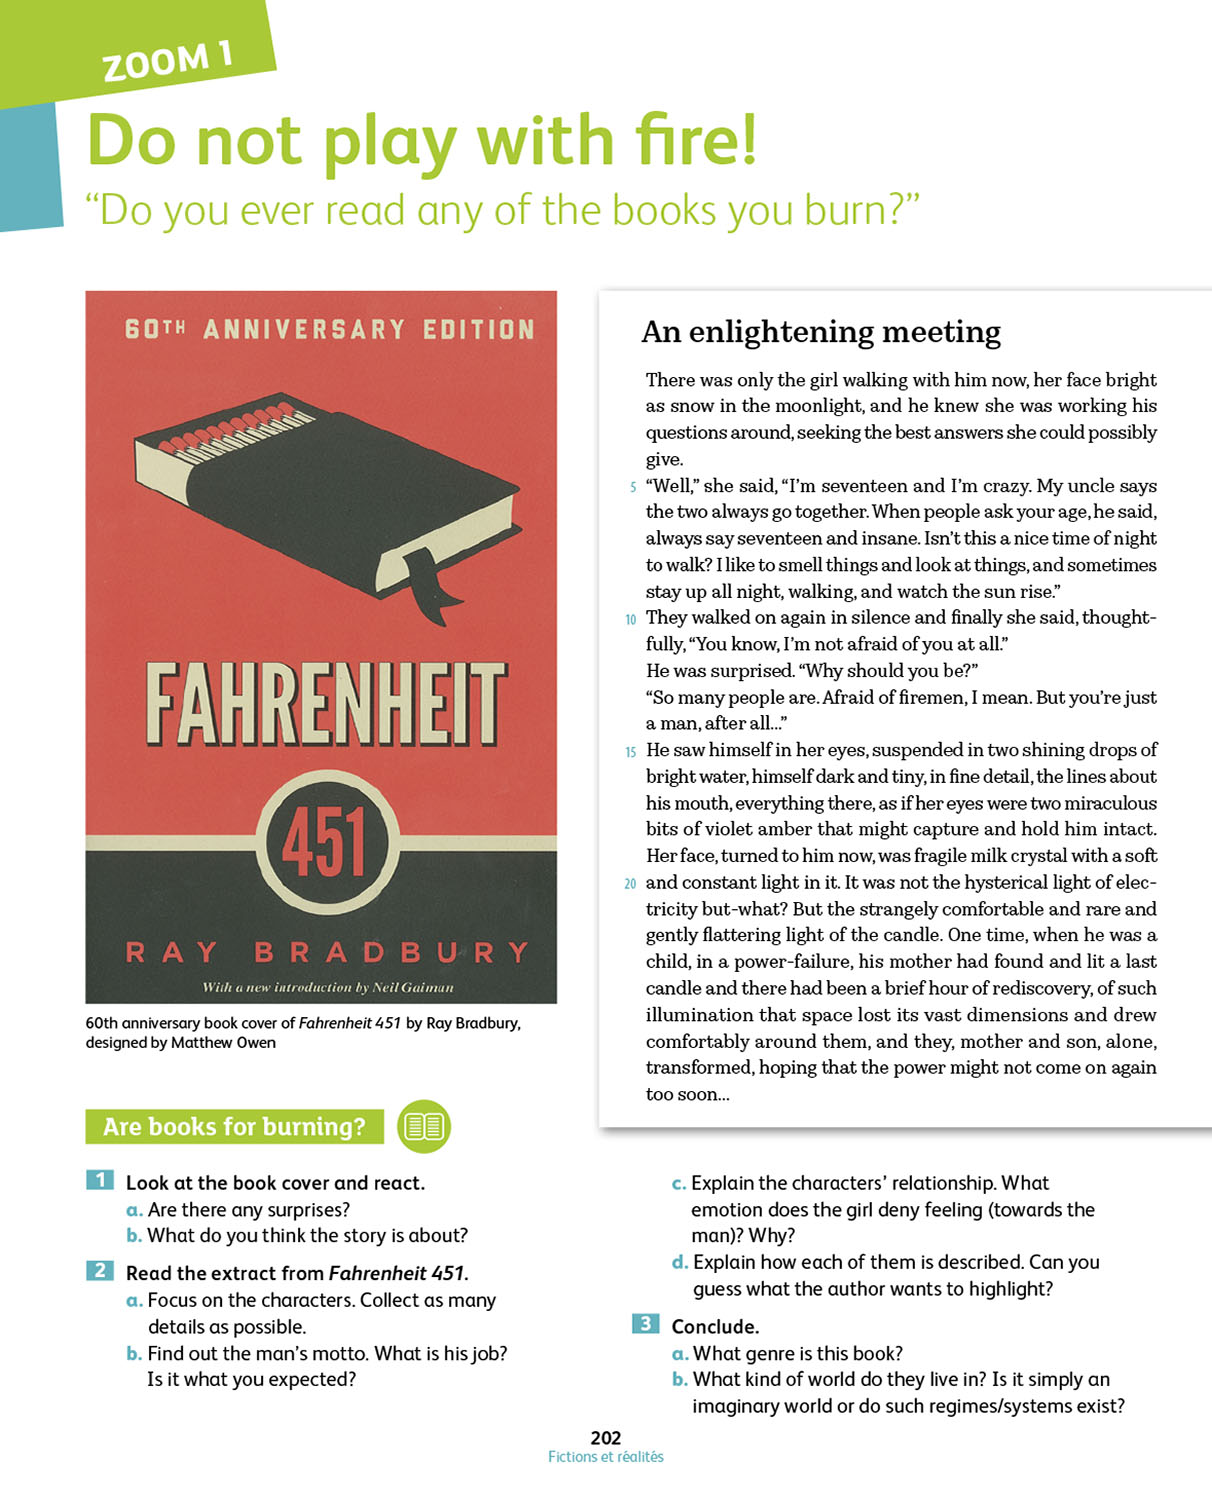 ZOOM 1
Do not play with fire!
“Do you ever read any of the books you burn?”
60TH ANNIVERSARY EDITION
FAHRENHEIT
451
RAY BRADBURY
With a new introduction by Neil Gaiman
60th anniversary book cover of Fahrenheit 451 by Ray Bradbury,
designed by Matthew Owen
An enlightening meeting
There was only the girl walking with him now, her face bright
as snow in the moonlight, and he knew she was working his
questions around, seeking the best answers she could possibly
give.
5 “Well,” she said, “I’m seventeen and I’m crazy. My uncle says
the two always go together. When people ask your age, he said,
always say seventeen and insane. Isn’t this a nice time of night
to walk? I like to smell things and look at things, and sometimes
stay up all night, walking, and watch the sun rise.”
10 They walked on again in silence and finally she said, thought-
fully, “You know, I’m not afraid of you at all.”
He was surprised. “Why should you be?”
“So many people are. Afraid of firemen, I mean. But you’re just
a man, after all...”
15 He saw himself in her eyes, suspended in two shining drops of
bright water, himself dark and tiny, in fine detail, the lines about
his mouth, everything there, as if her eyes were two miraculous
bits of violet amber that might capture and hold him intact.
Her face, turned to him now, was fragile milk crystal with a soft
20 and constant light in it. It was not the hysterical light of elec-
tricity but-what? But the strangely comfortable and rare and
gently flattering light of the candle. One time, when he was a
child, in a power-failure, his mother had found and lit a last
candle and there had been a brief hour of rediscovery, of such
illumination that space lost its vast dimensions and drew
comfortably around them, and they, mother and son, alone,
transformed, hoping that the power might not come on again
too soon...
Are books for burning?
1 Look at the book cover and react.
a. Are there any surprises?
b. What do you think the story is about?
2 Read the extract from Fahrenheit 451.
a. Focus on the characters. Collect as many
details as possible.
b. Find out the man’s motto. What is his job?
Is it what you expected?
c. Explain the characters’ relationship. What
emotion does the girl deny feeling (towards the
man)? Why?
d. Explain how each of them is described. Can you
guess what the author wants to highlight?
3 Conclude.
a. What genre is this book?
b. What kind of world do they live in? Is it simply an
imaginary world or do such regimes/systems exist?
202
Fictions et réalités